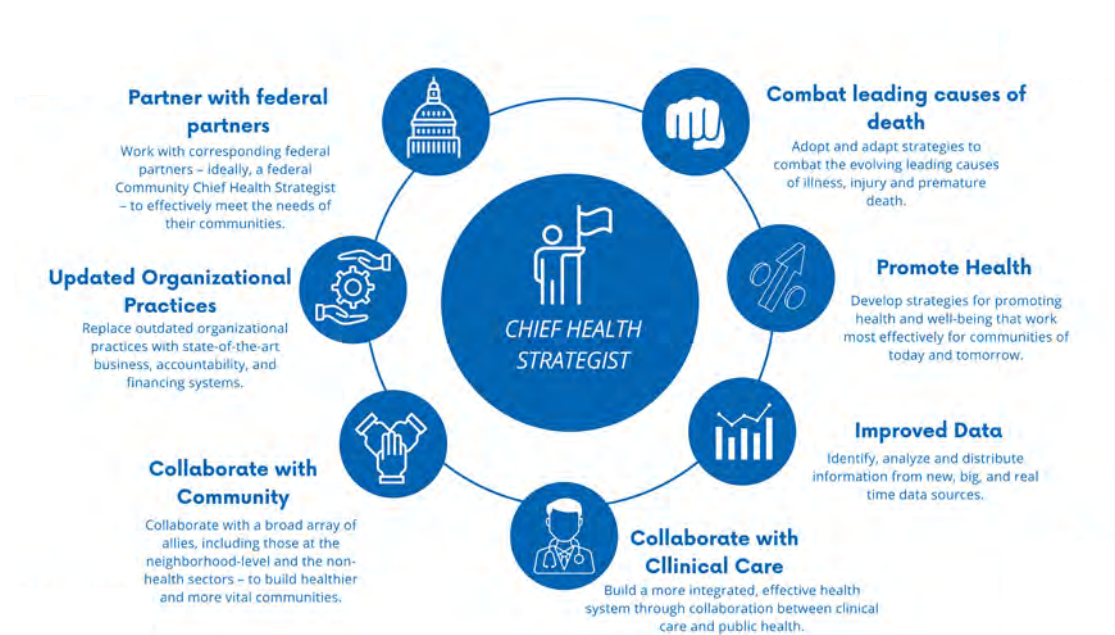 CHIEF HEALTH
STRATEGIST
Combat leading causes of
death
Adopt and adapt strategies to
combat the evolving leading causes
of illness, injury and premature
death.
Promote Health
Develop strategies for promoting
health and well-being that work
most effectively for communities of
today and tomorrow.
Improved Data
Identify, analyze and distribute
information from new, big, and real
time data sources.
Collaborate with
Cllinical Care
Build a more integrated, effective health
system through collaboration between clinical
care and public health.
Collaborate with
Community
Collaborate with a broad array of
allies, including those at the
neighborhood-level and the non-
health sectors – to build healthier
and more vital communities.
Updated Organizational
Practices
Replace outdated organizational
practices with state-of-the-art
business, accountability, and
financing systems.
Partner with federal
partners
Work with corresponding federal
partners – ideally, a federal
Community Chief Health Strategist
– to effectively meet the needs of
their communities.